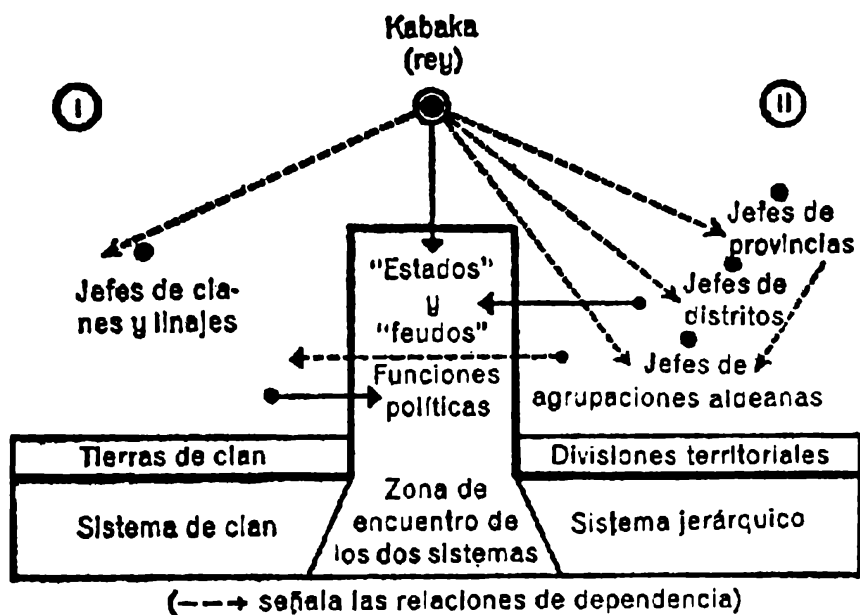 Kabaka
(rey)
I
II
Jefes de cla-
nes y linajes
"Estados"
y
"feudos"
Funciones
políticas
Jefes de
provincias
Jefes de
distritos
Jefes de
agrupaciones aldeanas
Tierras de clan
Divisiones territoriales
Sistema de clan
Zona de
encuentro de
los dos sistemas
Sistema jerárquico
(---→ señala las relaciones de dependencia)